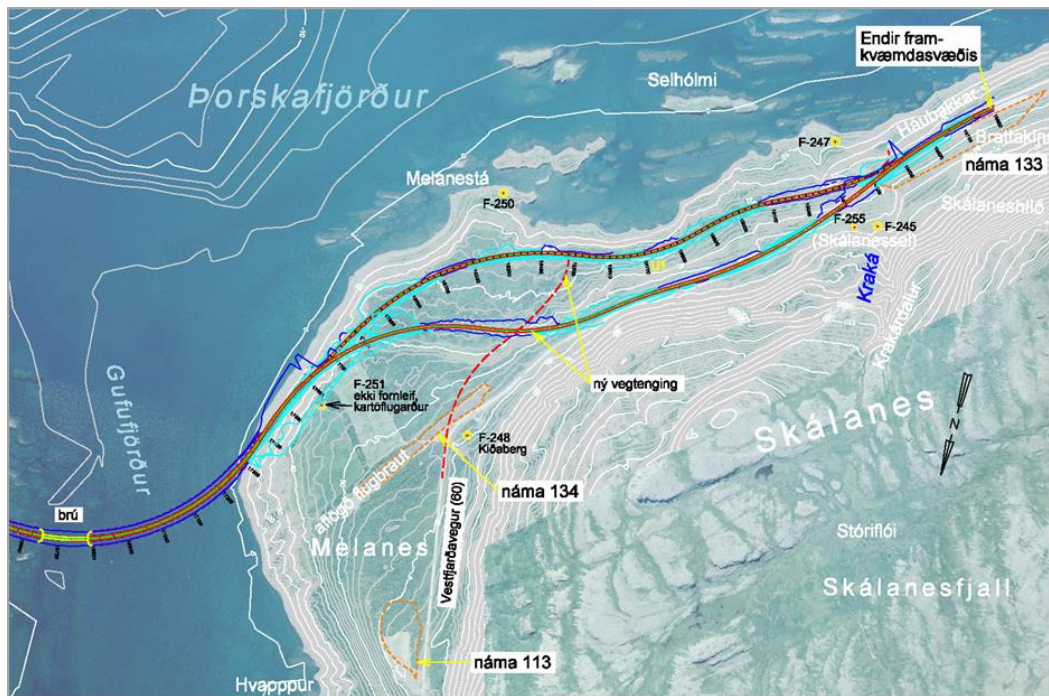 Endir fram-
kvæmdasvæðis
Þorskafjörður
Selhólmi
Háubakkar
F-247
Brattakinn
náma 133
Melanestá
F-250
Skálaneshlíð
F-255
F-245
(Skálanessel)
Kraká
Krakárdalur
ný vegtenging
F-251
ekki fornleif,
kartöflugarður
Gufufjörður
Skálanes
F-248
Kiðaberg
N
aflögð flugbraut
náma 134
brú
Melanes
Vestfjarðavegur (60)
Stóriflói
Skálanesfjall
náma 113
Hvapppur